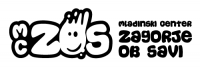 MC ZOS
Mladinski center
ZAGORJE
OB SAVI